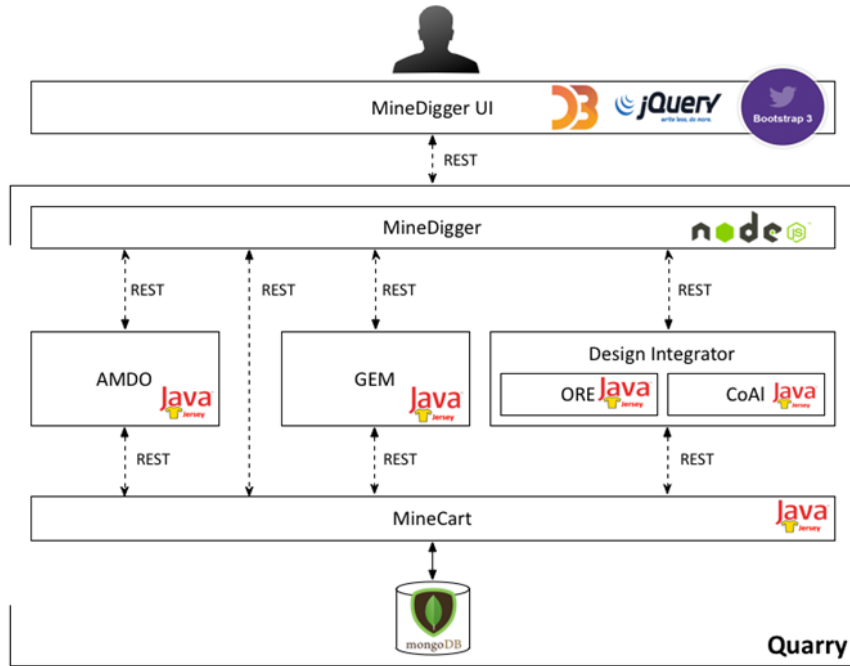 MineDigger UI
D3
jQuery
write less, do more.
Bootstrap 3
REST
MineDigger
node
JS
REST
REST
REST
REST
AMDO
Java
Jersey
GEM
Java
Jersey
Design Integrator
ORE
Java
Jersey
CoAl
Java
Jersey
REST
REST
REST
MineCart
Java
Jersey
mongoDB
Quarry